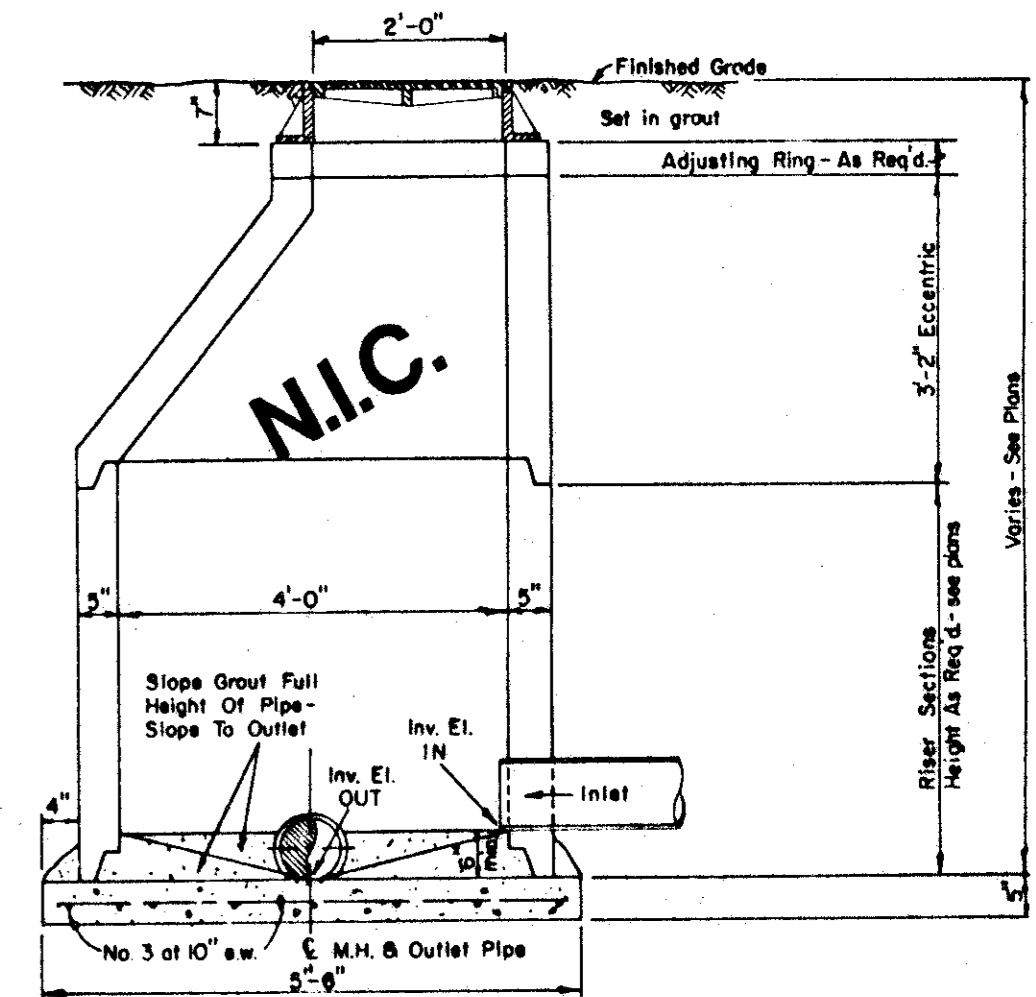 2'-0"
Finished Grade
7"
Set in grout
Adjusting Ring - As Req'd.
3'-2" Eccentric
N.I.C.
Varies - See Plans
5"
4'-0"
5"
Riser Sections
Height As Req'd. - see plans
Slope Grout Full
Height Of Pipe -
Slope To Outlet
Inv. El.
IN
Inv. El.
OUT
Inlet
4"
5"
No. 3 at 10" e.w.
℄ M.H. & Outlet Pipe
5'-6"